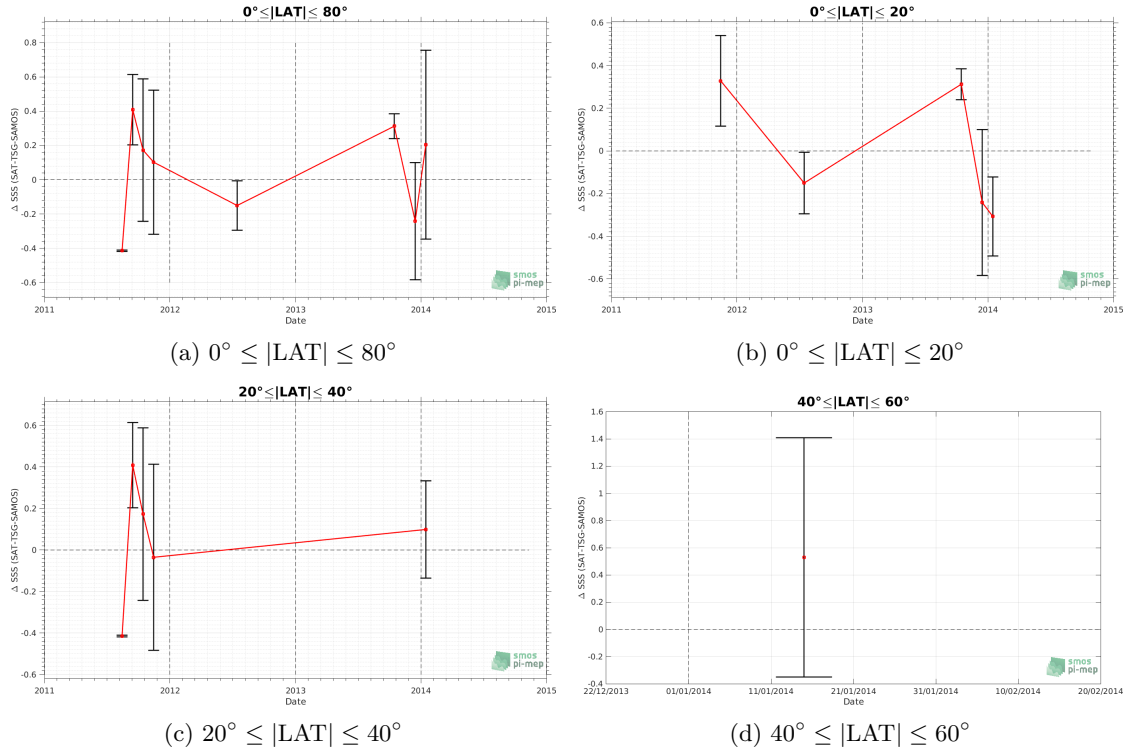 0°≤|LAT|≤ 80°
0.8
0.6
0.4
0.2
0
-0.2
-0.4
-0.6
Δ SSS (SAT-TSG-SAMOS)
2011
2012
2013
2014
2015
Date
smos
pi-mep
(a) 0° ≤ |LAT| ≤ 80°
0°≤|LAT|≤ 20°
0.6
0.4
0.2
0
-0.2
-0.4
-0.6
Δ SSS (SAT-TSG-SAMOS)
2011
2012
2013
2014
2015
Date
smos
pi-mep
(b) 0° ≤ |LAT| ≤ 20°
20°≤|LAT|≤ 40°
0.6
0.4
0.2
0
-0.2
-0.4
-0.6
Δ SSS (SAT-TSG-SAMOS)
2011
2012
2013
2014
2015
Date
smos
pi-mep
(c) 20° ≤ |LAT| ≤ 40°
40°≤|LAT|≤ 60°
1.6
1.4
1.2
1
0.8
0.6
0.4
0.2
0
-0.2
-0.4
Δ SSS (SAT-TSG-SAMOS)
22/12/2013
01/01/2014
11/01/2014
21/01/2014
31/01/2014
10/02/2014
20/02/2014
Date
smos
pi-mep
(d) 40° ≤ |LAT| ≤ 60°